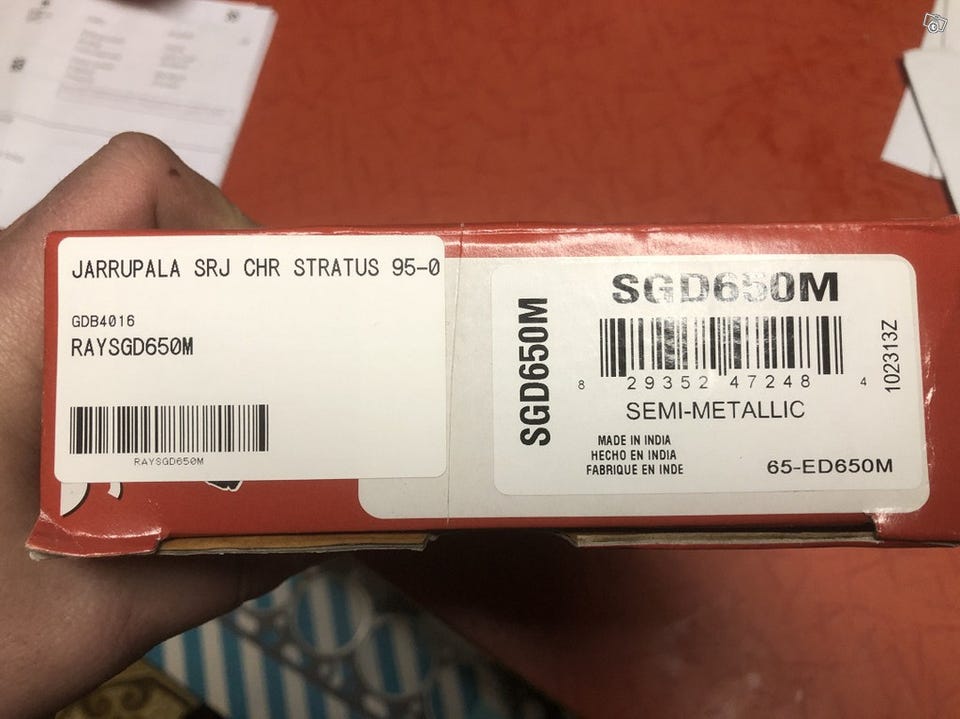 JARRUPALA SRJ CHR STRATUS 95-0
GDB4016
RAYSGD650M
RAYSGD650M
SGD650M
SGD650M
8 29352 47248 4
102313Z
SEMI-METALLIC
MADE IN INDIA
HECHO EN INDIA
FABRIQUE EN INDE
65-ED650M